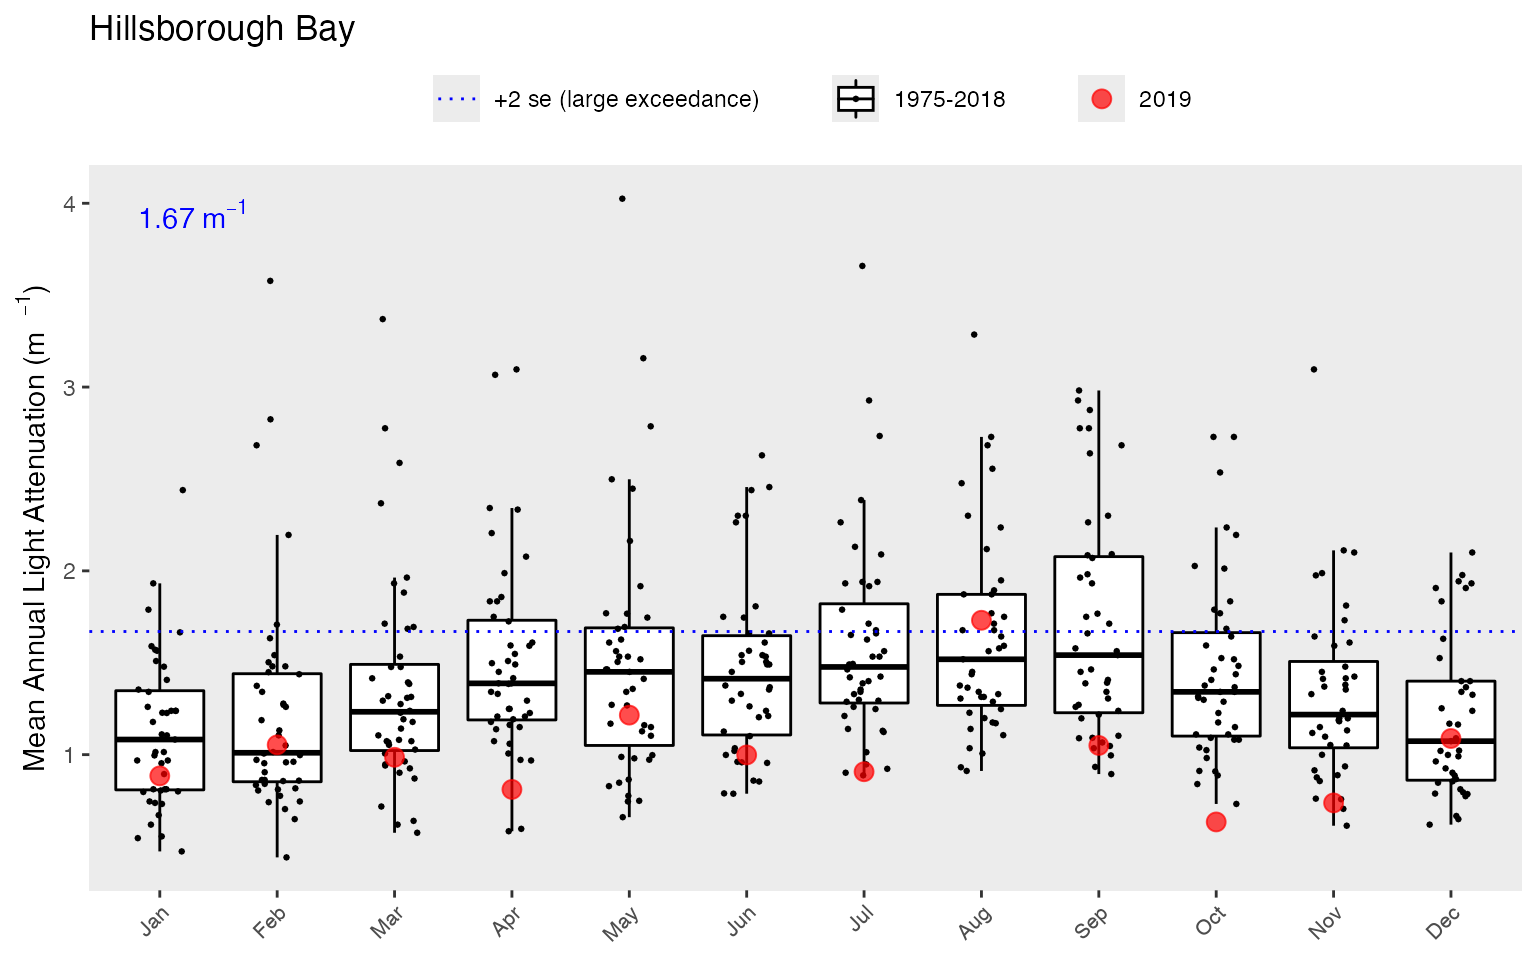 Hillsborough Bay
+2 se (large exceedance) 1975-2018 2019
Mean Annual Light Attenuation (m ⁻¹)
1.67 m⁻¹
4
3
2
1
Jan Feb Mar Apr May Jun Jul Aug Sep Oct Nov Dec